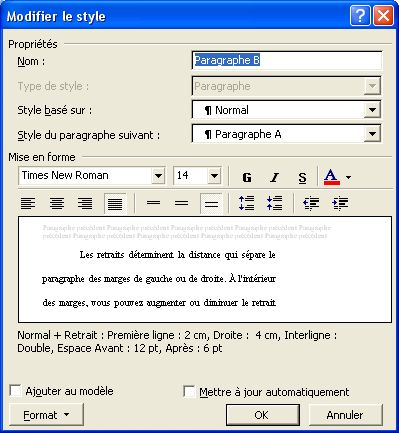 Modifier le style
Propriétés
Nom : Paragraphe B
Type de style : Paragraphe
Style basé sur : ¶ Normal
Style du paragraphe suivant : ¶ Paragraphe A
Mise en forme
Times New Roman 14 G I S A
Paragraphe précédent Paragraphe précédent Paragraphe précédent Paragraphe précédent Paragraphe
précédent Paragraphe précédent Paragraphe précédent Paragraphe précédent Paragraphe
Les retraits déterminent la distance qui sépare le
paragraphe des marges de gauche ou de droite. À l'intérieur
des marges, vous pouvez augmenter ou diminuer le retrait
Normal + Retrait : Première ligne : 2 cm, Droite : 4 cm, Interligne :
Double, Espace Avant : 12 pt, Après : 6 pt
Ajouter au modèle Mettre à jour automatiquement
Format OK Annuler